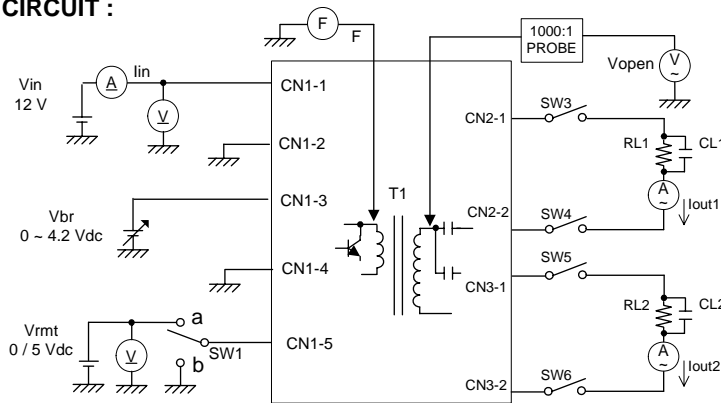 CIRCUIT :
F
F
1000:1
PROBE
Vopen
V
~
Vin
12 V
A
Iin
V
CN1-1
CN1-2
Vbr
0 ~ 4.2 Vdc
CN1-3
CN1-4
Vrmt
0 / 5 Vdc
V
a
b
SW1
CN1-5
T1
CN2-1
SW3
RL1
CL1
A
~
Iout1
CN2-2
SW4
CN3-1
SW5
RL2
CL2
A
~
Iout2
CN3-2
SW6